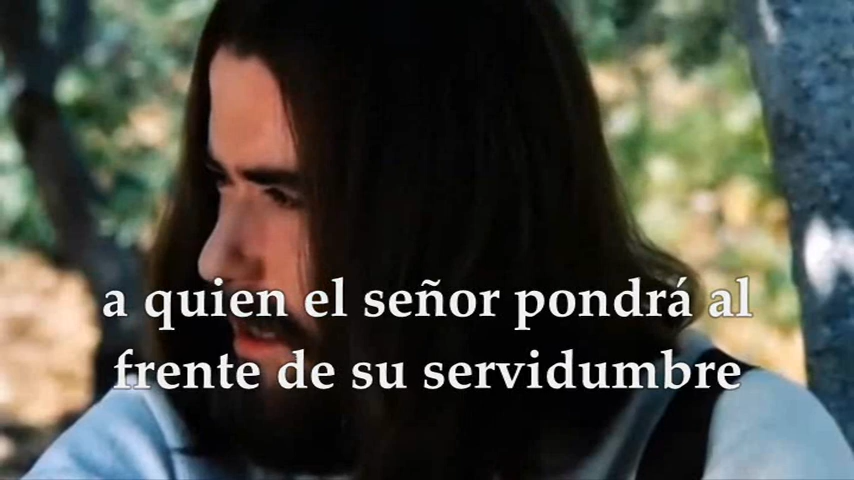 a quien el señor pondrá al
frente de su servidumbre